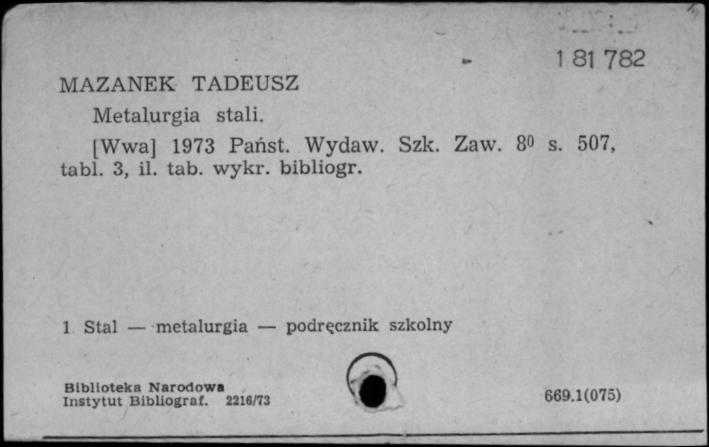 1 81 782
MAZANEK TADEUSZ
Metalurgia stali.
[Wwa] 1973 Państ. Wydaw. Szk. Zaw. 8⁰ s. 507,
tabl. 3, il. tab. wykr. bibliogr.
1 Stal — metalurgia — podręcznik szkolny
Biblioteka Narodowa
Instytut Bibliograf. 2216/73
669.1(075)